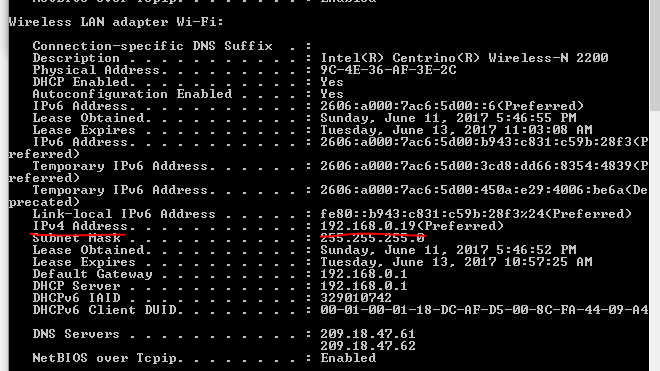 Wireless LAN adapter Wi-Fi:
Connection-specific DNS Suffix  . :
Description . . . . . . . . . . . : Intel(R) Centrino(R) Wireless-N 2200
Physical Address. . . . . . . . . : 9C-4E-36-AF-3E-2C
DHCP Enabled. . . . . . . . . . . : Yes
Autoconfiguration Enabled . . . . : Yes
IPv6 Address. . . . . . . . . . . : 2606:a000:7ac6:5d00::6(Preferred)
Lease Obtained. . . . . . . . . . : Sunday, June 11, 2017 5:46:55 PM
Lease Expires . . . . . . . . . . : Tuesday, June 13, 2017 11:03:08 AM
IPv6 Address. . . . . . . . . . . : 2606:a000:7ac6:5d00:b943:c831:c59b:28f3(P
referred)
Temporary IPv6 Address. . . . . . : 2606:a000:7ac6:5d00:3cd8:dd66:8354:4839(P
referred)
Temporary IPv6 Address. . . . . . : 2606:a000:7ac6:5d00:450a:e29:4006:be6a(De
precated)
Link-local IPv6 Address . . . . . : fe80::b943:c831:c59b:28f3%24(Preferred)
IPv4 Address. . . . . . . . . . . : 192.168.0.19(Preferred)
Subnet Mask . . . . . . . . . . . : 255.255.255.0
Lease Obtained. . . . . . . . . . : Sunday, June 11, 2017 5:46:52 PM
Lease Expires . . . . . . . . . . : Tuesday, June 13, 2017 10:57:25 AM
Default Gateway . . . . . . . . . : 192.168.0.1
DHCP Server . . . . . . . . . . . : 192.168.0.1
DHCPv6 IAID . . . . . . . . . . . : 329010742
DHCPv6 Client DUID. . . . . . . . : 00-01-00-01-18-DC-AF-D5-00-8C-FA-44-09-A4
DNS Servers . . . . . . . . . . . : 209.18.47.61
209.18.47.62
NetBIOS over Tcpip. . . . . . . . : Enabled